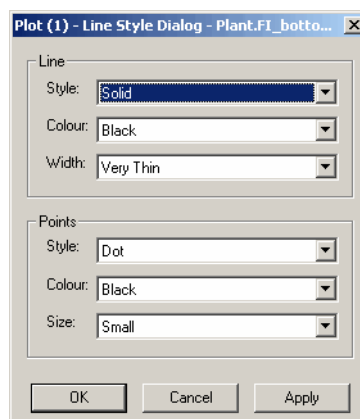 Plot (1) - Line Style Dialog - Plant.FI_botto...
Line
Style: Solid
Colour: Black
Width: Very Thin
Points
Style: Dot
Colour: Black
Size: Small
OK Cancel Apply